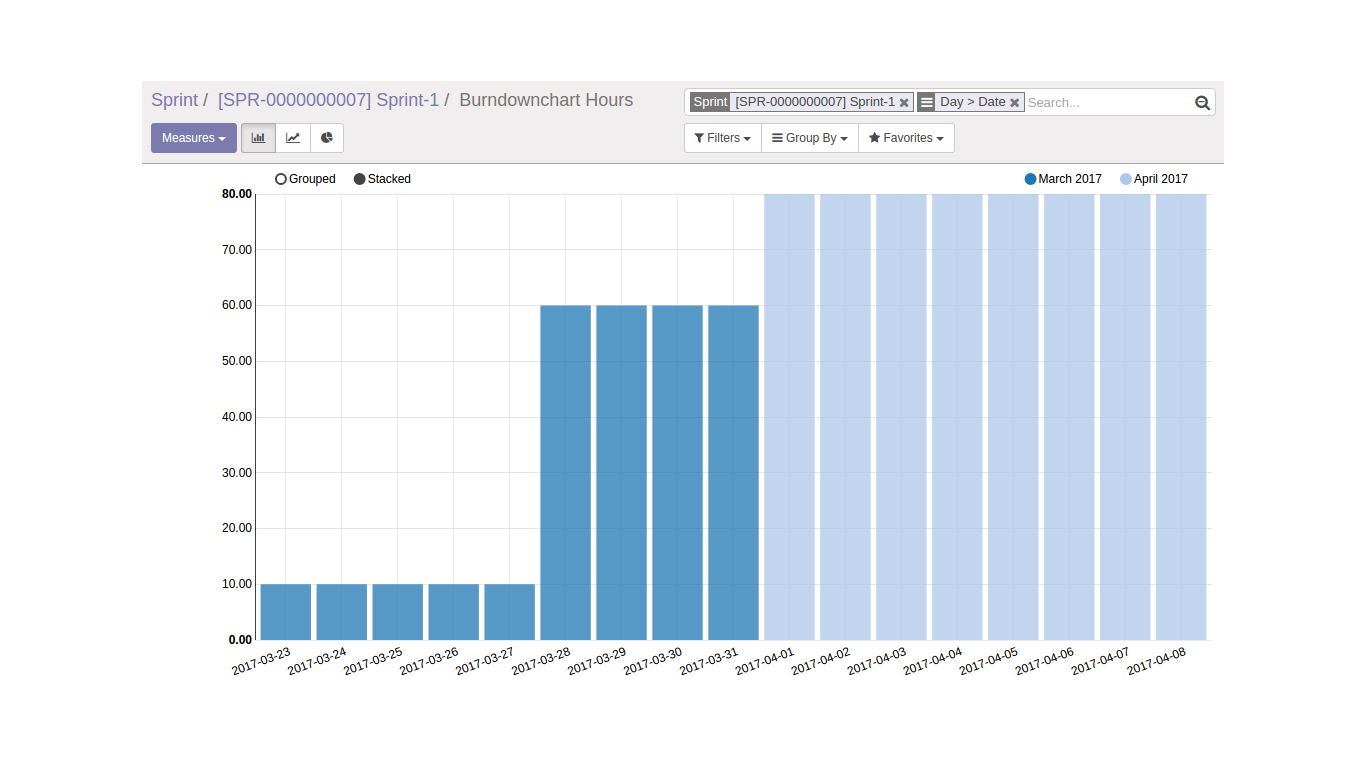 Sprint / [SPR-0000000007] Sprint-1 / Burndownchart Hours
Sprint [SPR-0000000007] Sprint-1 Day > Date Search...
Measures
Filters Group By Favorites
Grouped Stacked March 2017 April 2017
80.00
70.00
60.00
50.00
40.00
30.00
20.00
10.00
0.00
2017-03-23 2017-03-24 2017-03-25 2017-03-26 2017-03-27 2017-03-28 2017-03-29 2017-03-30 2017-03-31 2017-04-01 2017-04-02 2017-04-03 2017-04-04 2017-04-05 2017-04-06 2017-04-07 2017-04-08